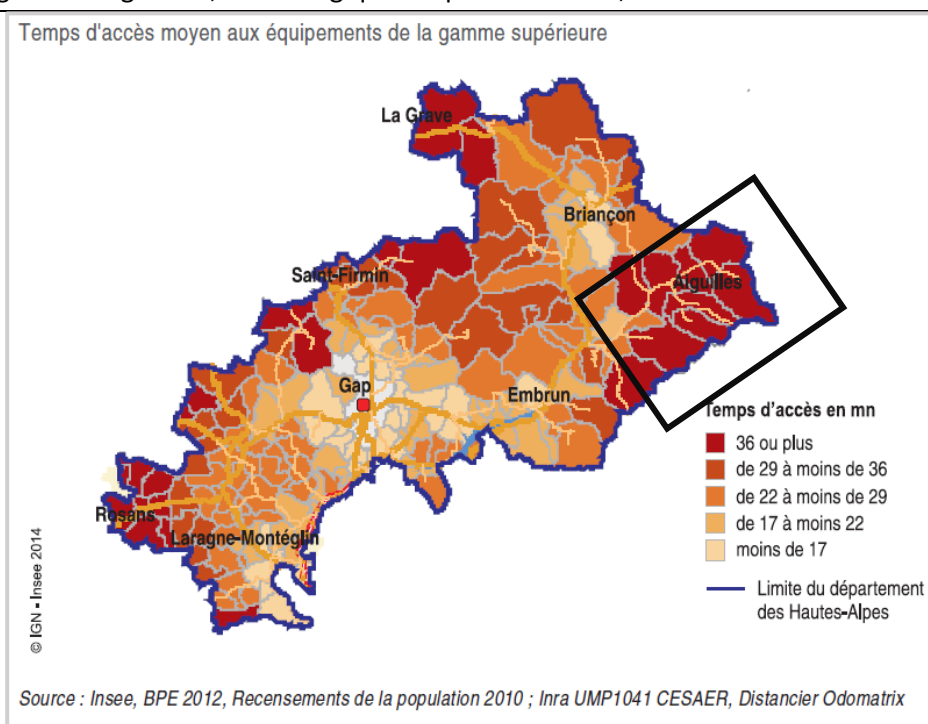 Temps d'accès moyen aux équipements de la gamme supérieure
La Grave
Briançon
Saint-Firmin
Aiguilles
Gap
Embrun
Rosans
Laragne-Montéglin
Temps d'accès en mn
36 ou plus
de 29 à moins de 36
de 22 à moins de 29
de 17 à moins 22
moins de 17
Limite du département
des Hautes-Alpes
© IGN - Insee 2014
Source : Insee, BPE 2012, Recensements de la population 2010 ; Inra UMP1041 CESAER, Distancier Odomatrix